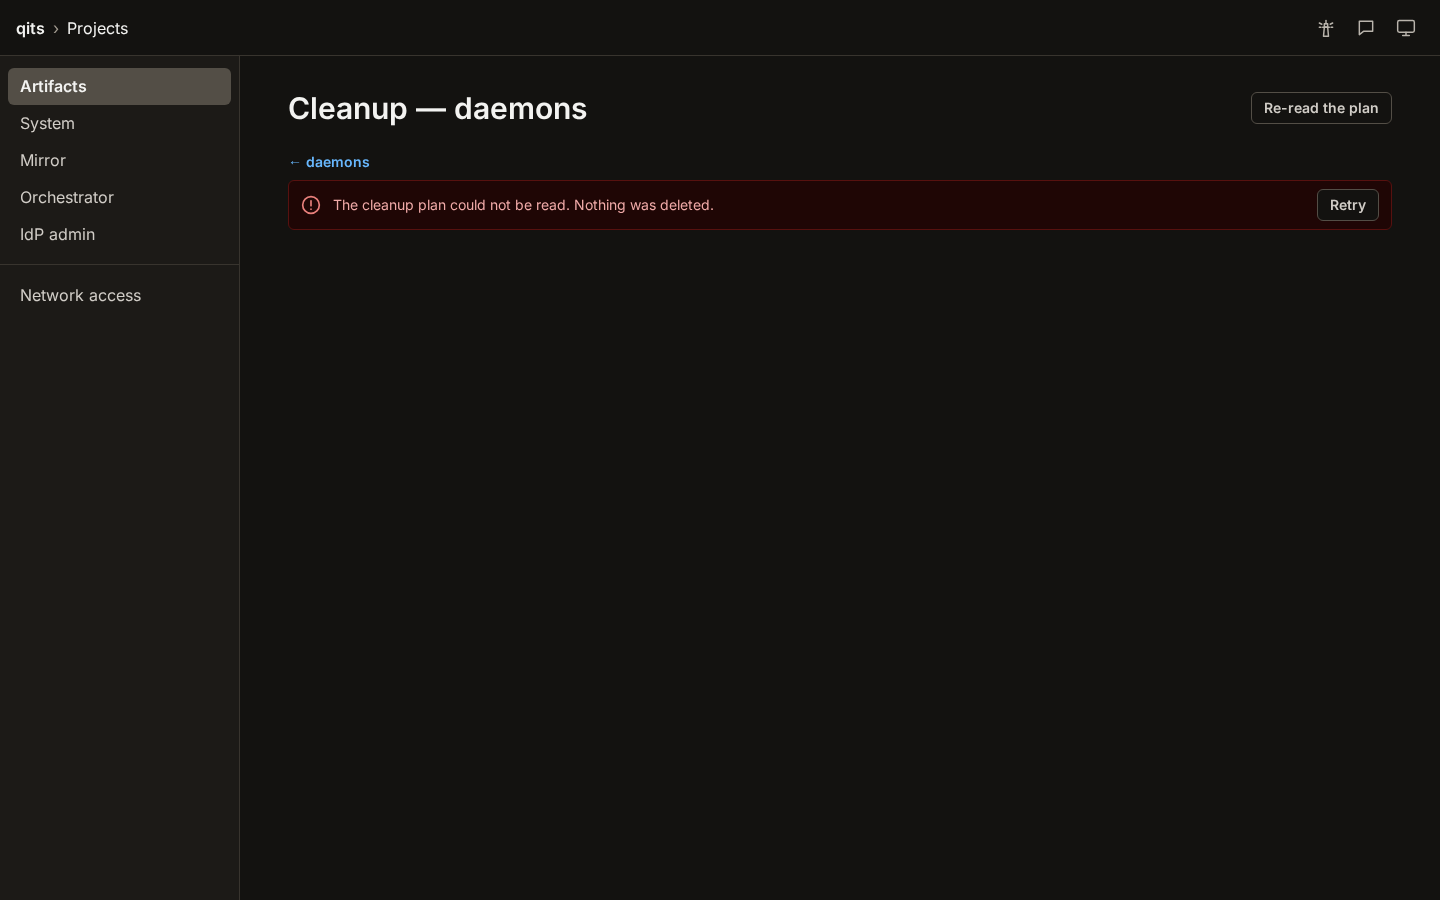 qits › Projects
Artifacts
System
Mirror
Orchestrator
IdP admin
Network access
Cleanup — daemons
Re-read the plan
← daemons
The cleanup plan could not be read. Nothing was deleted.
Retry